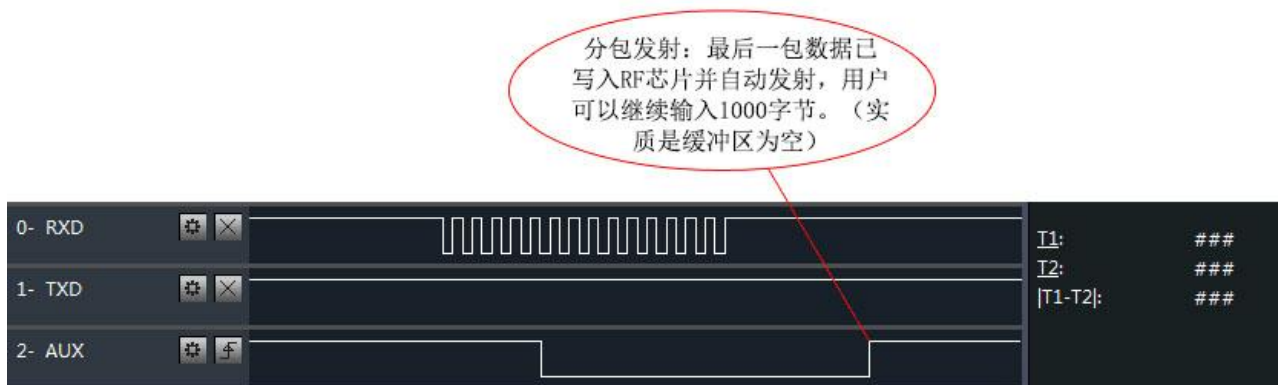 分包发射：最后一包数据已
写入RF芯片并自动发射，用户
可以继续输入1000字节。（实
质是缓冲区为空）
0- RXD
1- TXD
2- AUX
T1: ###
T2: ###
|T1-T2|: ###